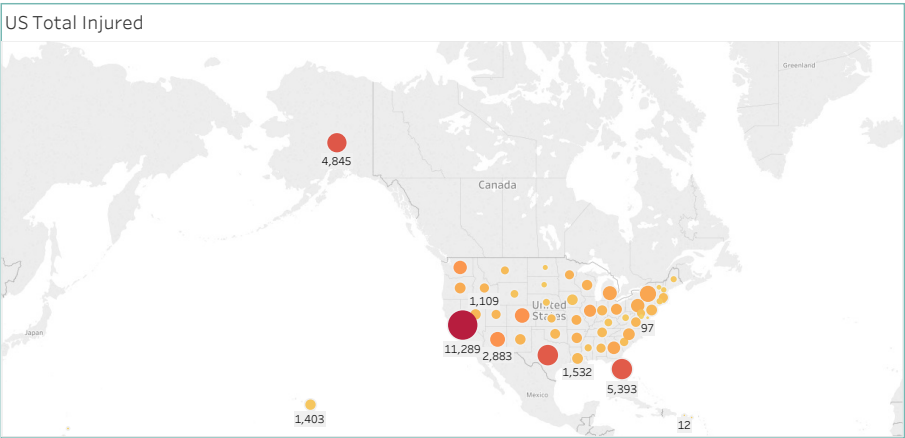 US Total Injured
Greenland
4,845
Canada
1,109
United
States
97
Japan
11,289
2,883
1,532
5,393
Mexico
1,403
12